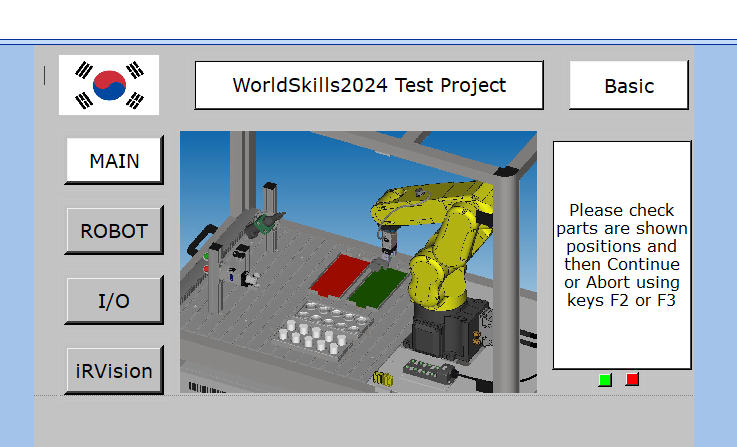 WorldSkills2024 Test Project
Basic
MAIN
ROBOT
I/O
iRVision
Please check
parts are shown
positions and
then Continue
or Abort using
keys F2 or F3